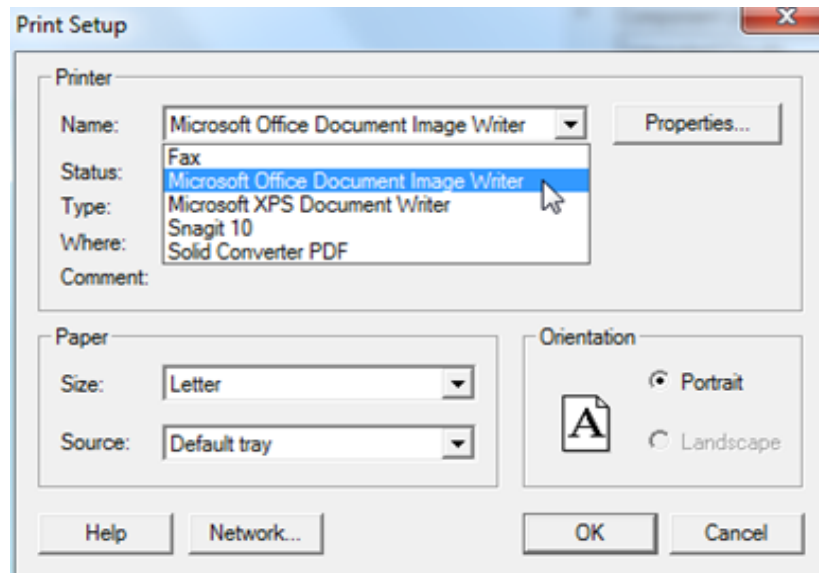 Print Setup
Printer
Name: Microsoft Office Document Image Writer Properties...
Fax
Status: Microsoft Office Document Image Writer
Type: Microsoft XPS Document Writer
Snagit 10
Where: Solid Converter PDF
Comment:
Paper Orientation
Size: Letter Portrait
A
Source: Default tray Landscape
Help Network... OK Cancel